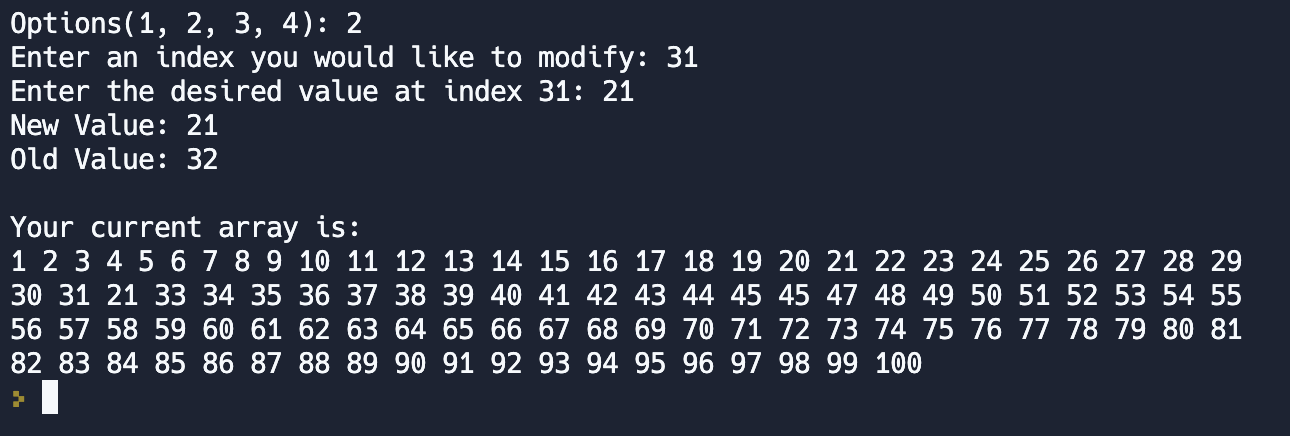 Options(1, 2, 3, 4): 2
Enter an index you would like to modify: 31
Enter the desired value at index 31: 21
New Value: 21
Old Value: 32
Your current array is:
1 2 3 4 5 6 7 8 9 10 11 12 13 14 15 16 17 18 19 20 21 22 23 24 25 26 27 28 29
30 31 21 33 34 35 36 37 38 39 40 41 42 43 44 45 45 47 48 49 50 51 52 53 54 55
56 57 58 59 60 61 62 63 64 65 66 67 68 69 70 71 72 73 74 75 76 77 78 79 80 81
82 83 84 85 86 87 88 89 90 91 92 93 94 95 96 97 98 99 100